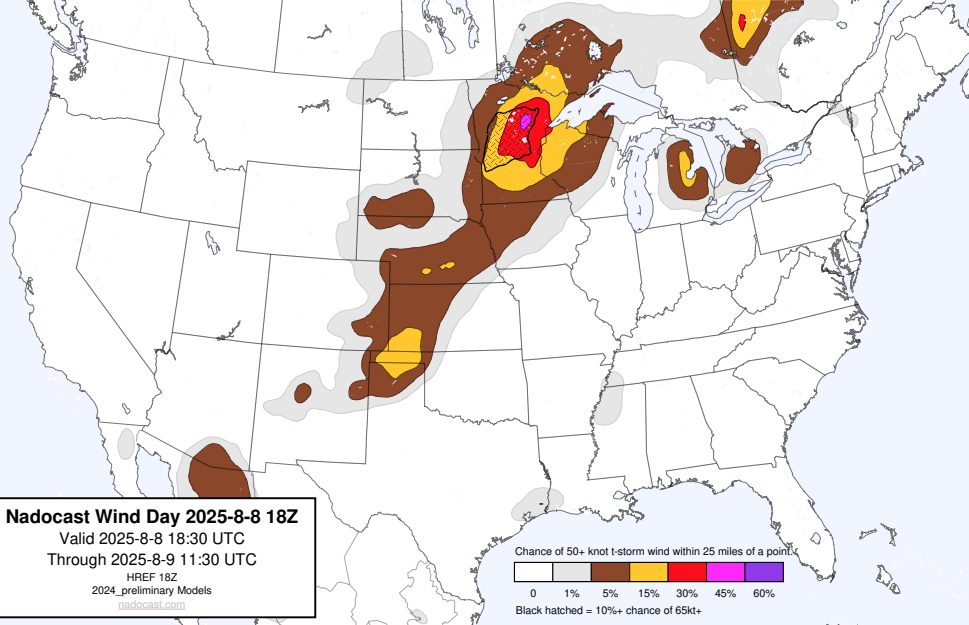 Nadocast Wind Day 2025-8-8 18Z
Valid 2025-8-8 18:30 UTC
Through 2025-8-9 11:30 UTC
HREF 18Z
2024_preliminary Models
nadocast.com
Chance of 50+ knot t-storm wind within 25 miles of a point.
0 1% 5% 15% 30% 45% 60%
Black hatched = 10%+ chance of 65kt+